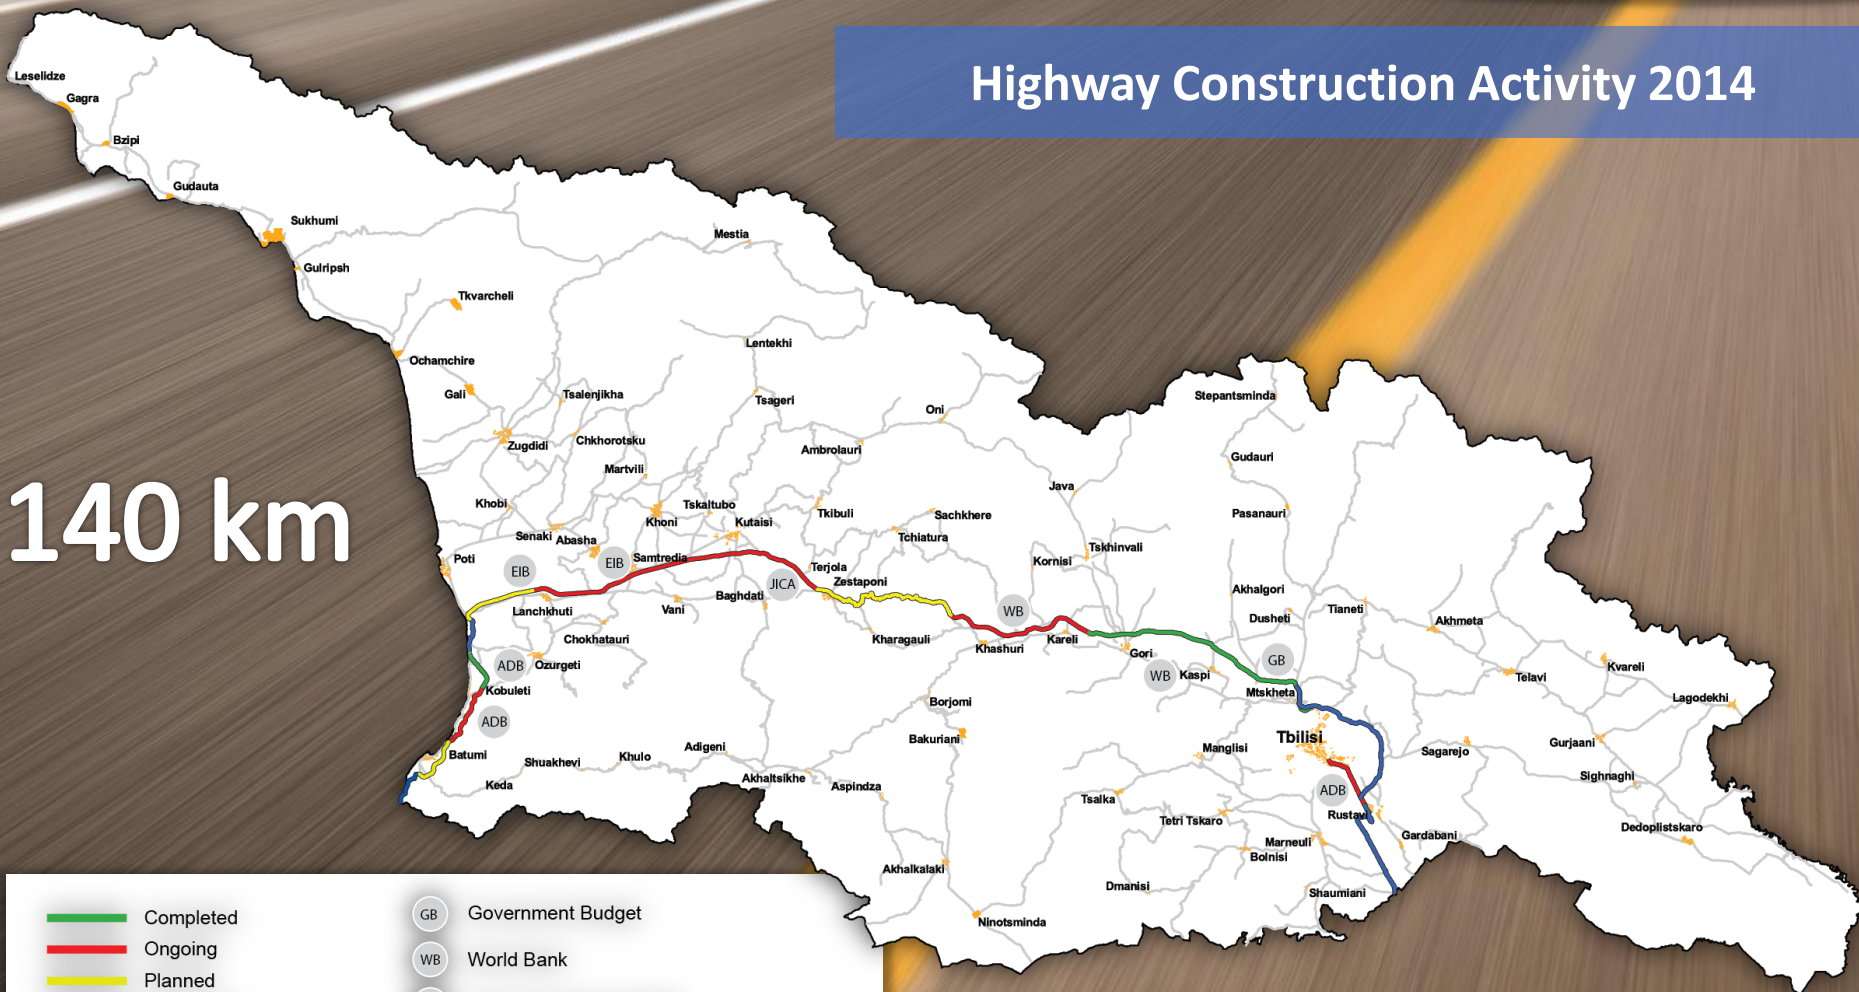 Highway Construction Activity 2014
Leselidze
Gagra
Bzipi
Gudauta
Sukhumi
Gulripsh
Mestia
Tkvarcheli
Lentekhi
Ochamchire
Gali
Tsalenjikha
Tsageri
Stepantsminda
Oni
Zugdidi
Chkhorotsku
Ambrolauri
Gudauri
Martvili
Java
140 km
Khobi
Tskaltubo
Tkibuli
Sachkhere
Pasanauri
Khoni
Kutaisi
Senaki
Abasha
Tchiatura
Tskhinvali
Poti
EIB
EIB
Samtredia
Terjola
Kornisi
JICA
Zestaponi
Akhalgori
Baghdati
Lanchkhuti
Vani
WB
Tianeti
Dusheti
Akhmeta
Chokhatauri
Kharagauli
Khashuri
Kareli
Gori
GB
ADB
Ozurgeti
WB
Kaspi
Kvareli
Telavi
Kobuleti
Mtskheta
Lagodekhi
Borjomi
ADB
Bakuriani
Tbilisi
Gurjaani
Batumi
Shuakhevi
Khulo
Adigeni
Manglisi
Sagarejo
Keda
Akhaltsikhe
Aspindza
Sighnaghi
ADB
Tsalka
Rustavi
Tetri Tskaro
Dedoplistskaro
Marneuli
Gardabani
Bolnisi
Akhalkalaki
Dmanisi
Shaumiani
Ninotsminda
Completed
GB Government Budget
Ongoing
WB World Bank
Planned